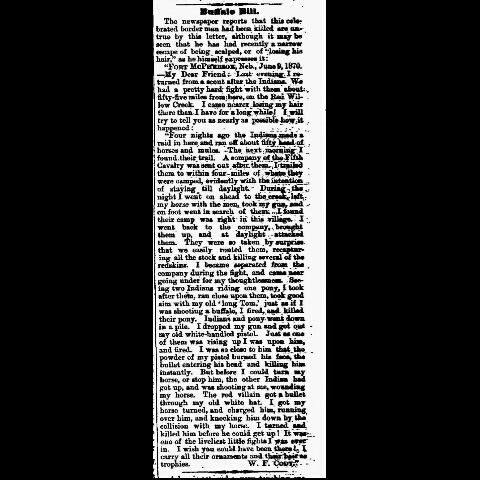 Buffalo Bill.
The newspaper reports that this cele-
brated border man had been killed are un-
true by this letter, although it may be
seen that he has had recently a narrow
escape of being scalped, or of "losing his
hair," as he himself expresses it:
"FORT MCPHERSON, Neb., June 9, 1870.
—My Dear Friend: Last evening I re-
turned from a scout after the Indians. We
had a pretty hard fight with them about
fifty-five miles from here, on the Red Wil-
low Creek. I came nearer losing my hair
there than I have for a long while! I will
try to tell you as nearly as possible how it
happened:
"Four nights ago the Indians made a
raid in here and ran off about fifty head of
horses and mules. The next morning I
found their trail. A company of the Fifth
Cavalry was sent out after them. I trailed
them to within four miles of where they
were camped, evidently with the intention
of staying till daylight. During the
night I went on ahead to the creek, left
my horse with the men, took my gun, and
on foot went in search of them. I found
their camp was right in this village. I
went back to the company, brought
them up, and at daylight attacked
them. They were so taken by surprise
that we easily routed them, recaptur-
ing all the stock and killing several of the
redskins. I became separated from the
company during the fight, and came near
going under for my thoughtlessness. See-
ing two Indians riding one pony, I took
after them, ran close upon them, took good
aim with my old 'long Tom,' just as if I
was shooting a buffalo, I fired, and killed
their pony. Indians and pony went down
in a pile. I dropped my gun and got out
my old white-handled pistol. Just as one
of them was rising up I was upon him,
and fired. I was so close to him that the
powder of my pistol burned his face, the
bullet entering his head and killing him
instantly. But before I could turn my
horse, or stop him, the other Indian had
got up, and was shooting at me, wounding
my horse. The red villain got a bullet
through my old white hat. I got my
horse turned, and charged him, running
over him, and knocking him down by the
collision with my horse. I turned and
killed him before he could get up! It was
one of the liveliest little fights I was ever
in. I wish you could have been there! I
carry all their ornaments and their hair as
trophies. W. F. CODY."